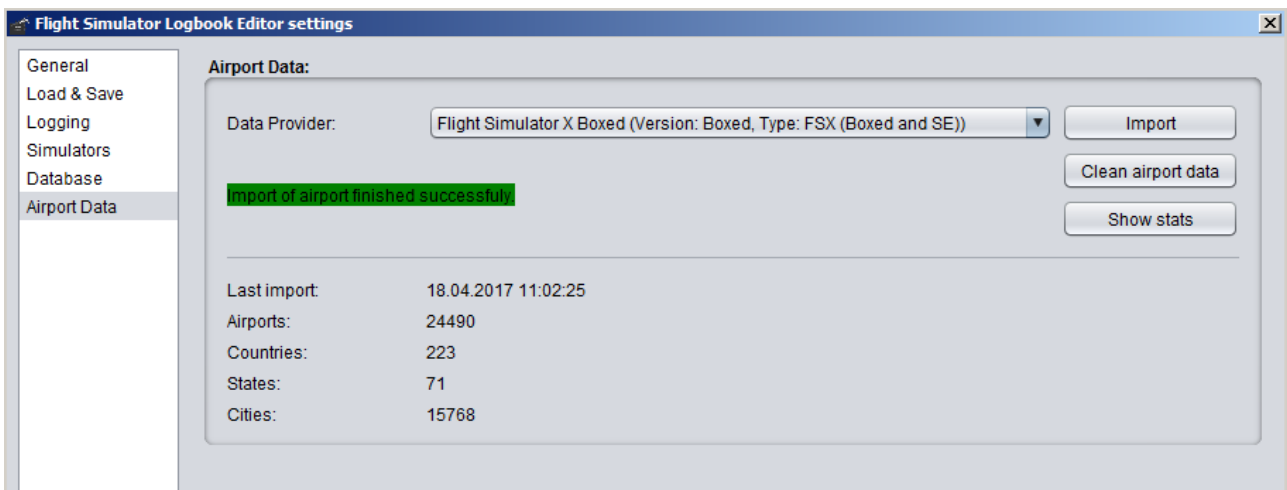 Flight Simulator Logbook Editor settings
General
Load & Save
Logging
Simulators
Database
Airport Data
Airport Data:
Data Provider: Flight Simulator X Boxed (Version: Boxed, Type: FSX (Boxed and SE)) Import
Clean airport data
Import of airport finished successfuly.
Show stats
Last import: 18.04.2017 11:02:25
Airports: 24490
Countries: 223
States: 71
Cities: 15768